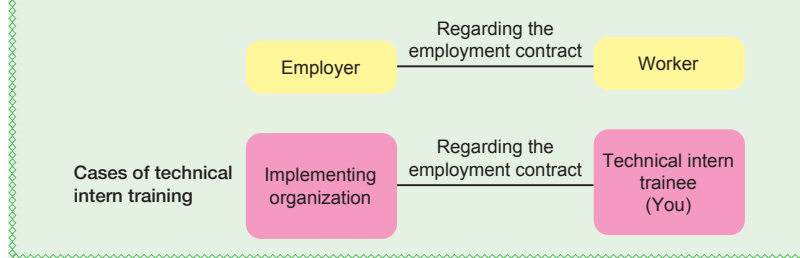 Regarding the
employment contract
Employer
Worker
Cases of technical
intern training
Implementing
organization
Regarding the
employment contract
Technical intern
trainee
(You)